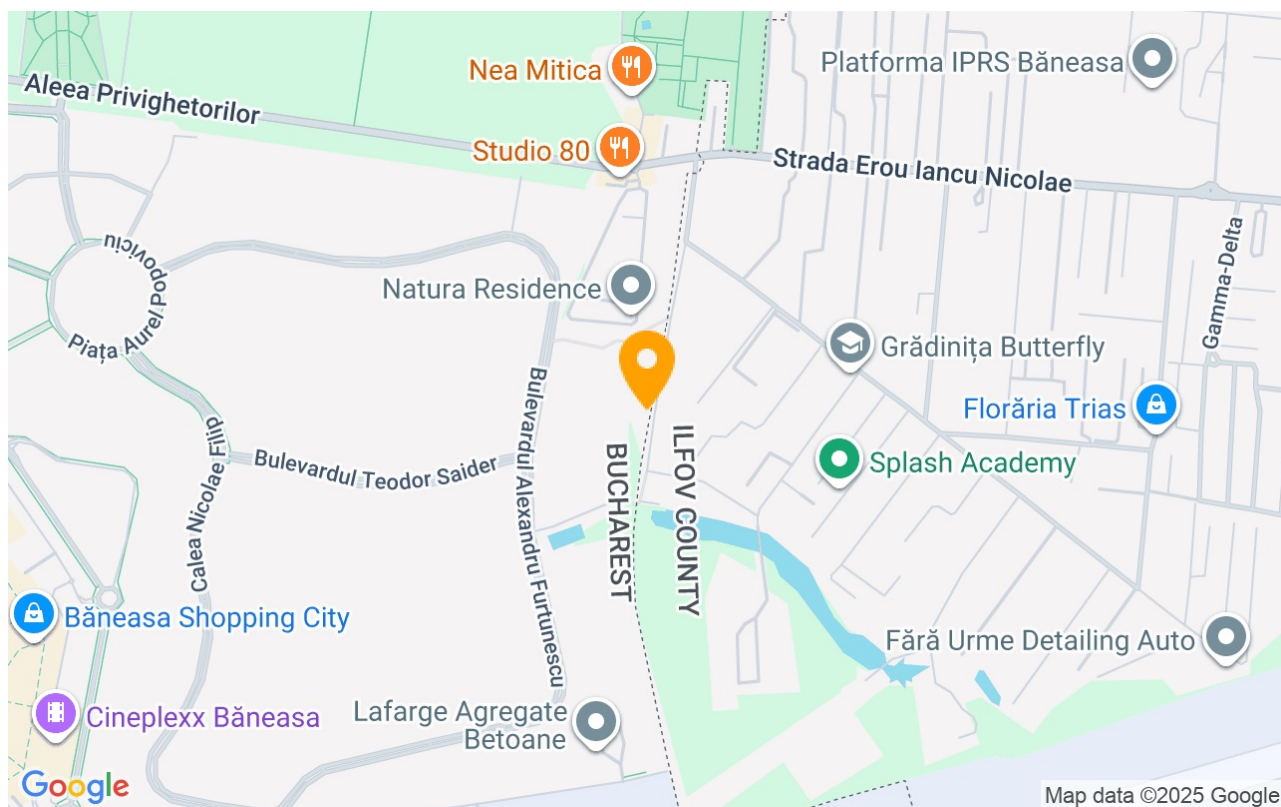 Nea Mitica
Platforma IPRS Băneasa
Aleea Privighetorilor
Studio 80
Strada Erou Iancu Nicolae
Piața Aurel Popoviciu
Gamma-Delta
Natura Residence
Grădinița Butterfly
Florăria Trias
Bulevardul Alexandru Furtunescu
Calea Nicolae Filip
Bulevardul Teodor Saider
BUCHAREST
ILFOV COUNTY
Splash Academy
Băneasa Shopping City
Fără Urme Detailing Auto
Cineplexx Băneasa
Lafarge Agregate
Betoane
Google
Map data ©2025 Google